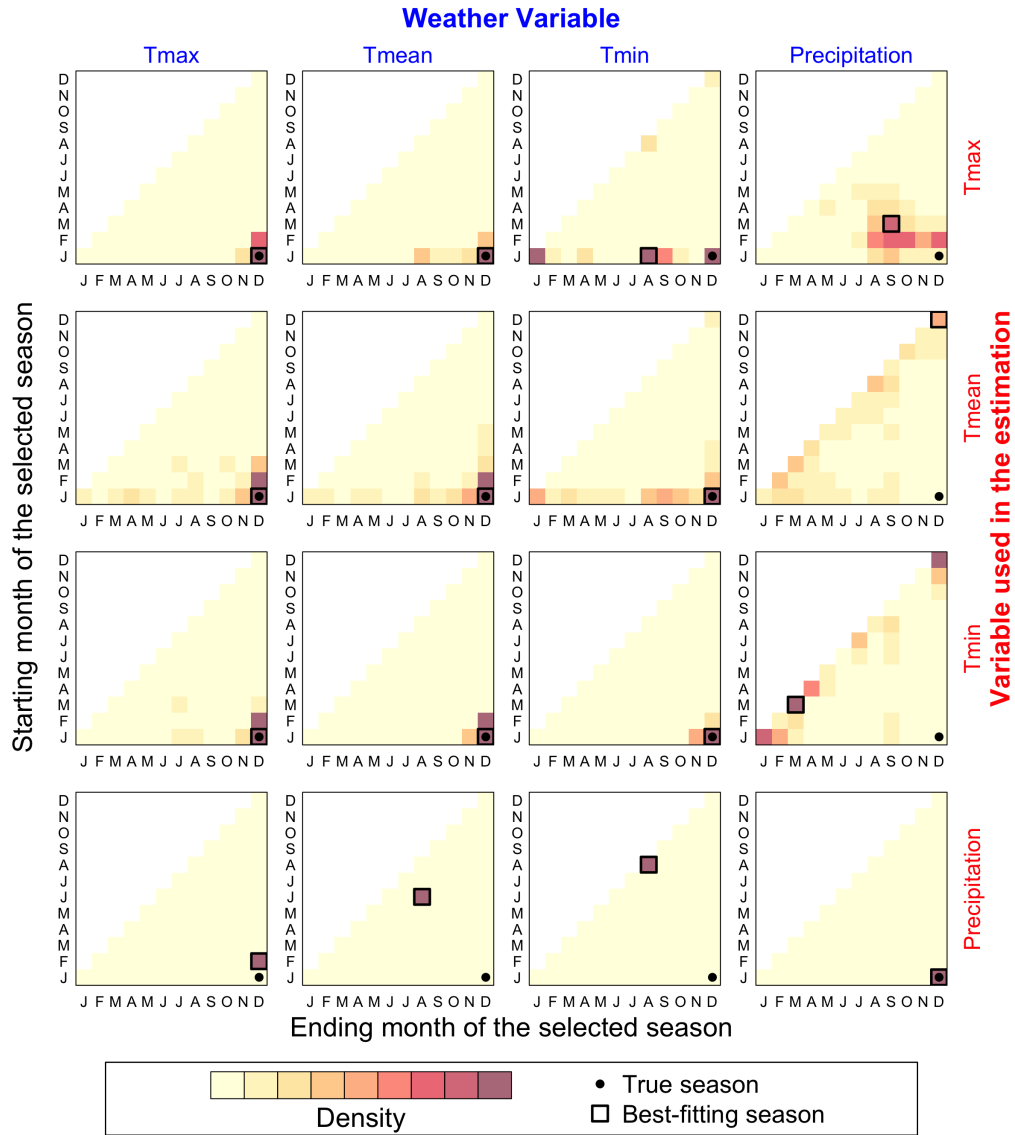 Weather Variable
Tmax Tmean Tmin Precipitation
D D D D
N N N N
O O O O
S S S S
A A A A
J J J J
J J J J
M M M M
A A A A
M M M M
F F F F
J J J J
J F M A M J J A S O N D J F M A M J J A S O N D J F M A M J J A S O N D J F M A M J J A S O N D
Tmax
D D D D
N N N N
O O O O
S S S S
A A A A
J J J J
J J J J
M M M M
A A A A
M M M M
F F F F
J J J J
J F M A M J J A S O N D J F M A M J J A S O N D J F M A M J J A S O N D J F M A M J J A S O N D
Tmean
D D D D
N N N N
O O O O
S S S S
A A A A
J J J J
J J J J
M M M M
A A A A
M M M M
F F F F
J J J J
J F M A M J J A S O N D J F M A M J J A S O N D J F M A M J J A S O N D J F M A M J J A S O N D
Tmin
D D D D
N N N N
O O O O
S S S S
A A A A
J J J J
J J J J
M M M M
A A A A
M M M M
F F F F
J J J J
J F M A M J J A S O N D J F M A M J J A S O N D J F M A M J J A S O N D J F M A M J J A S O N D
Precipitation
Starting month of the selected season
Variable used in the estimation
Ending month of the selected season
Density
True season
Best-fitting season